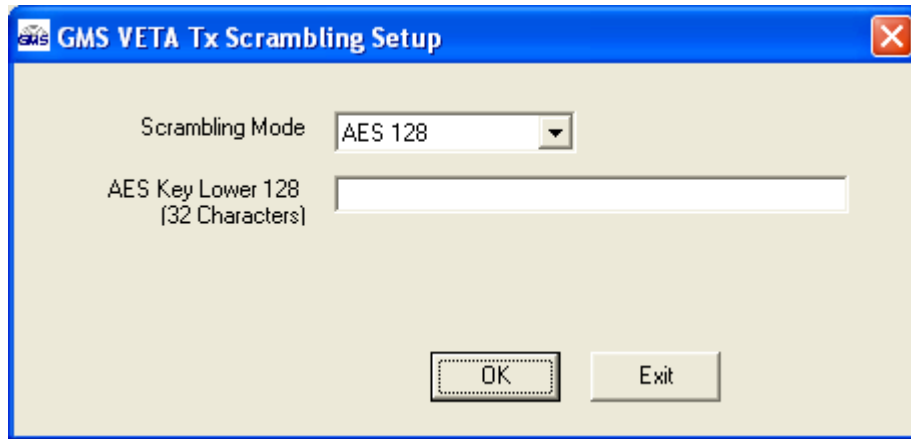 GMS GMS VETA Tx Scrambling Setup
Scrambling Mode AES 128
AES Key Lower 128
(32 Characters)
OK Exit